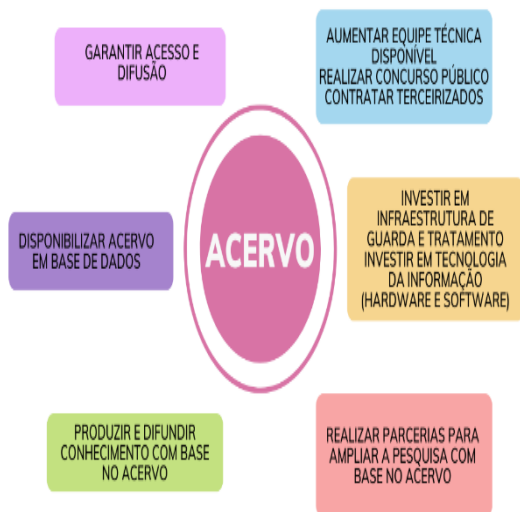 GARANTIR ACESSO E
DIFUSÃO
AUMENTAR EQUIPE TÉCNICA
DISPONÍVEL
REALIZAR CONCURSO PÚBLICO
CONTRATAR TERCEIRIZADOS
DISPONIBILIZAR ACERVO
EM BASE DE DADOS
ACERVO
INVESTIR EM
INFRAESTRUTURA DE
GUARDA E TRATAMENTO
INVESTIR EM TECNOLOGIA
DA INFORMAÇÃO
(HARDWARE E SOFTWARE)
PRODUZIR E DIFUNDIR
CONHECIMENTO COM BASE
NO ACERVO
REALIZAR PARCERIAS PARA
AMPLIAR A PESQUISA COM
BASE NO ACERVO